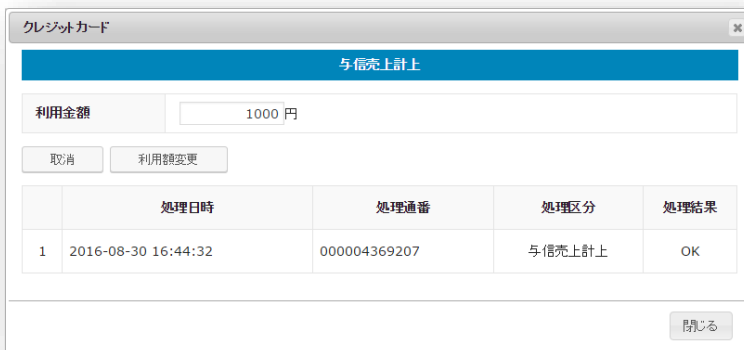 クレジットカード
与信売上計上
利用金額 1000 円
取消 利用額変更
処理日時 処理通番 処理区分 処理結果
1 2016-08-30 16:44:32 000004369207 与信売上計上 OK
閉じる